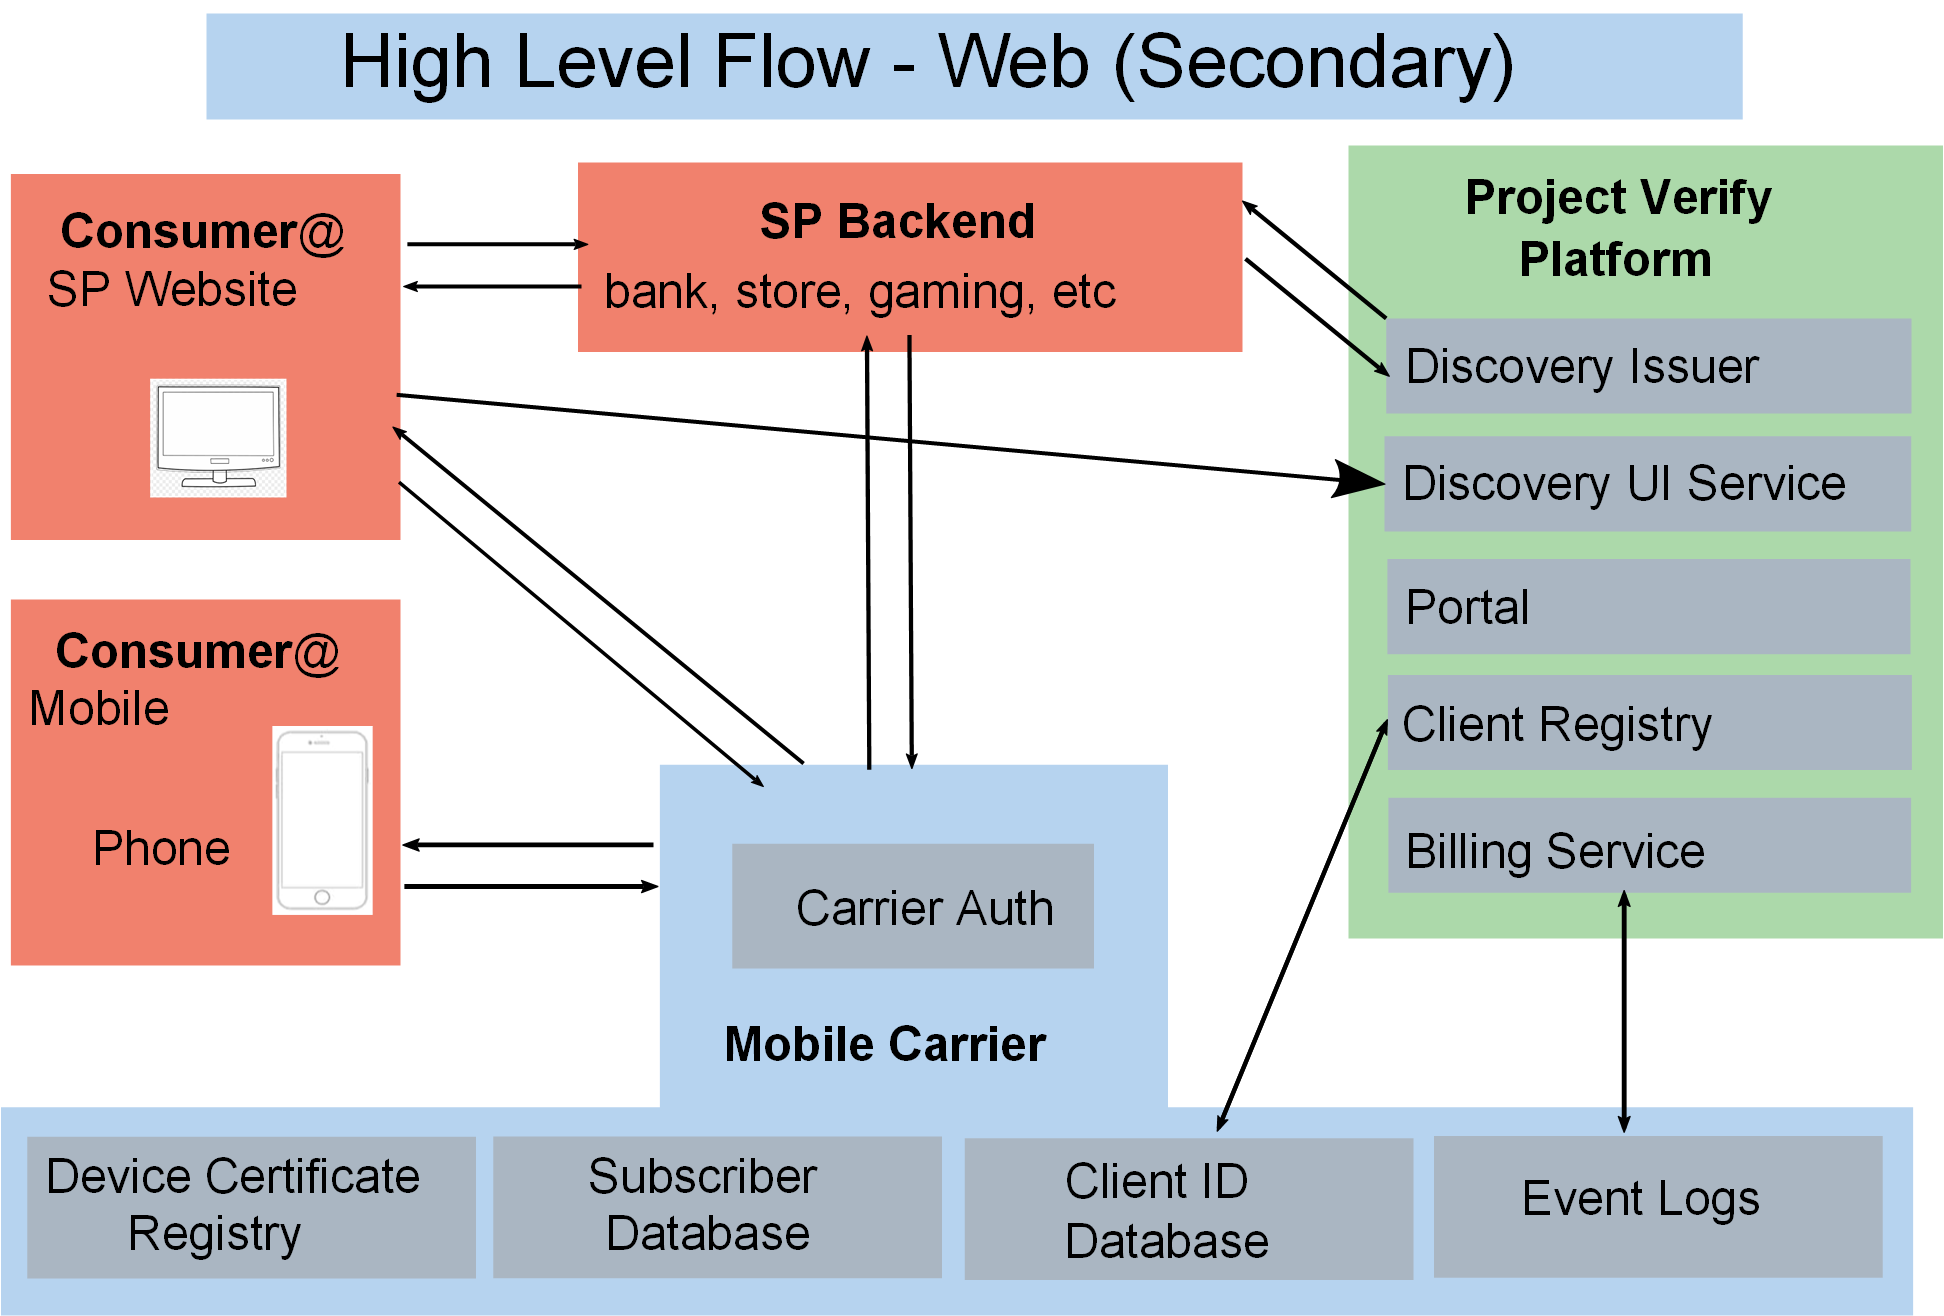 High Level Flow - Web (Secondary)
Consumer@
SP Website
SP Backend
bank, store, gaming, etc
Project Verify
Platform
Discovery Issuer
Discovery UI Service
Portal
Client Registry
Billing Service
Consumer@
Mobile
Phone
Carrier Auth
Mobile Carrier
Device Certificate
Registry
Subscriber
Database
Client ID
Database
Event Logs